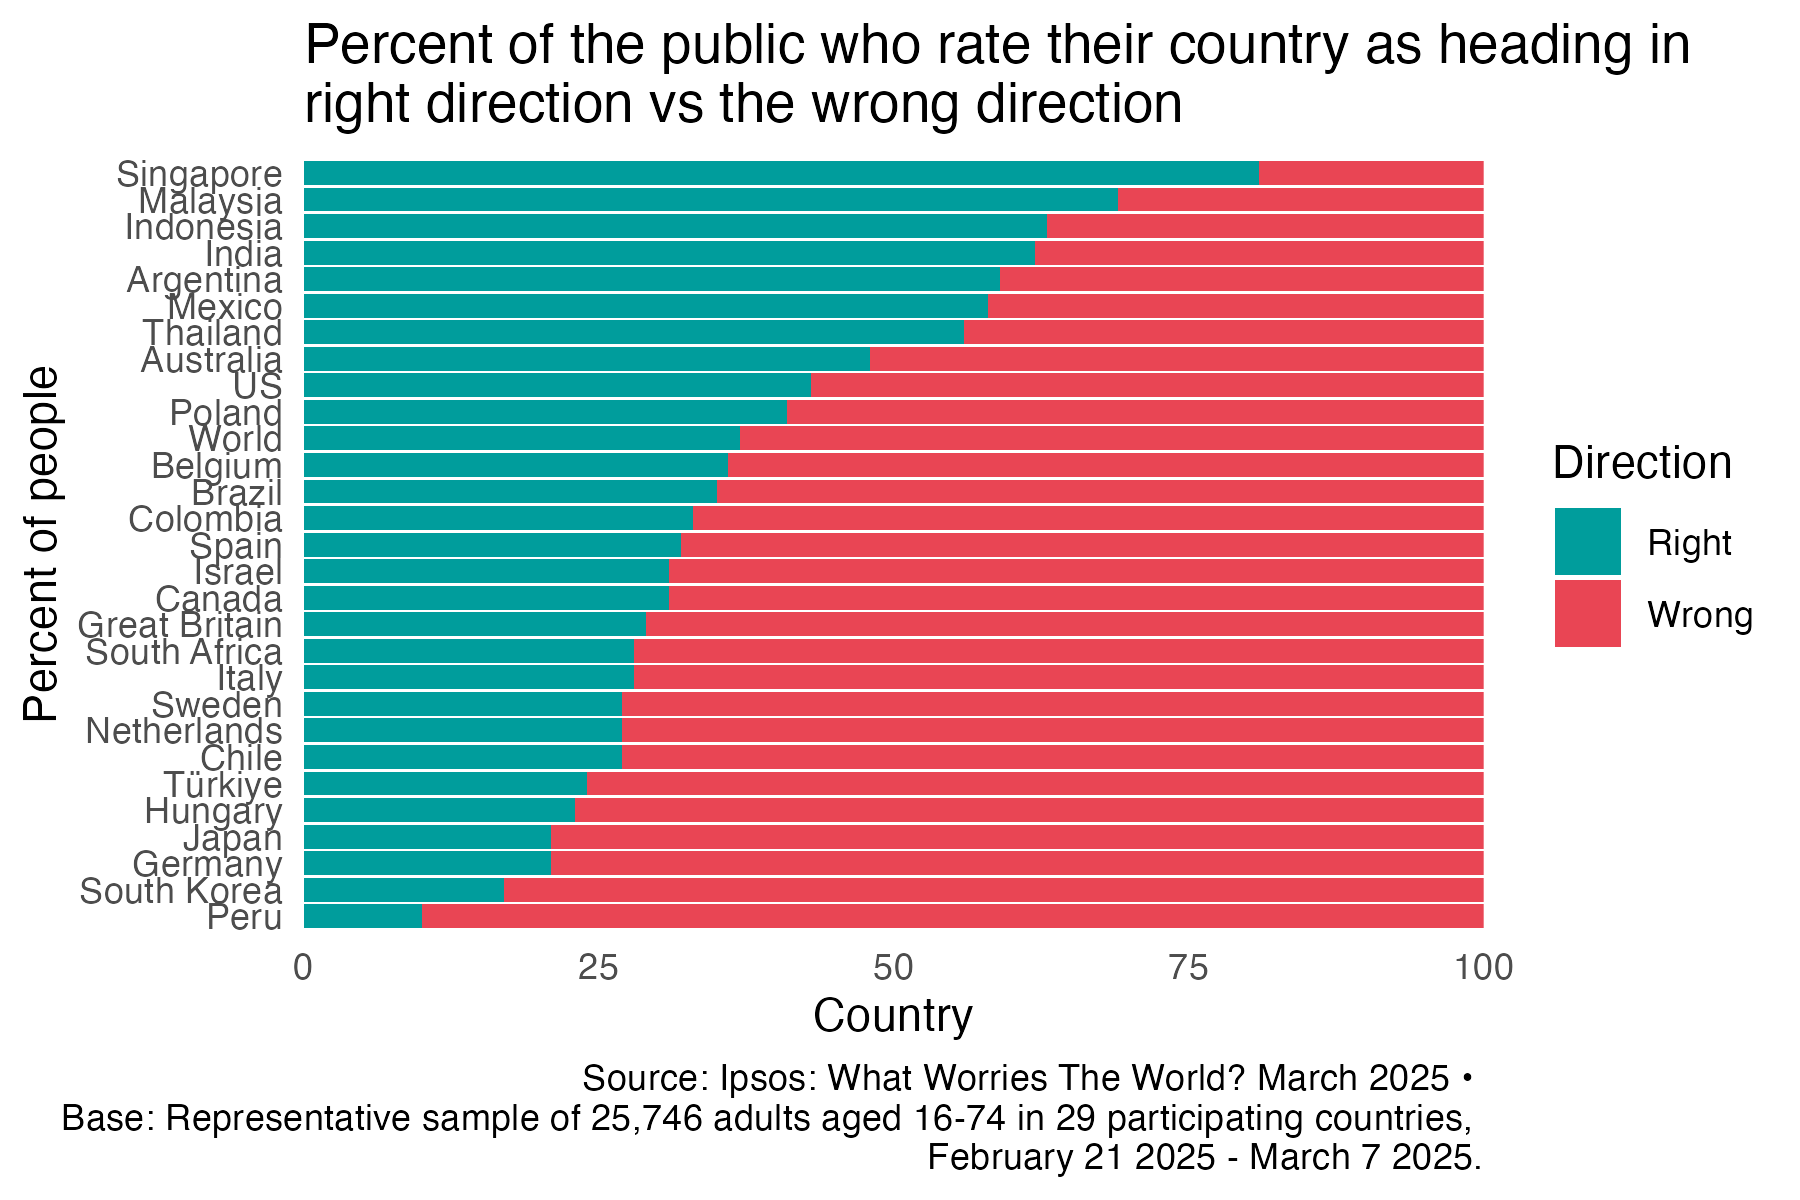 Percent of the public who rate their country as heading in
right direction vs the wrong direction
Percent of people
Singapore
Malaysia
Indonesia
India
Argentina
Mexico
Thailand
Australia
US
Poland
World
Belgium
Brazil
Colombia
Spain
Israel
Canada
Great Britain
South Africa
Italy
Sweden
Netherlands
Chile
Türkiye
Hungary
Japan
Germany
South Korea
Peru
0 25 50 75 100
Country
Direction
Right
Wrong
Source: Ipsos: What Worries The World? March 2025 •
Base: Representative sample of 25,746 adults aged 16-74 in 29 participating countries,
February 21 2025 - March 7 2025.